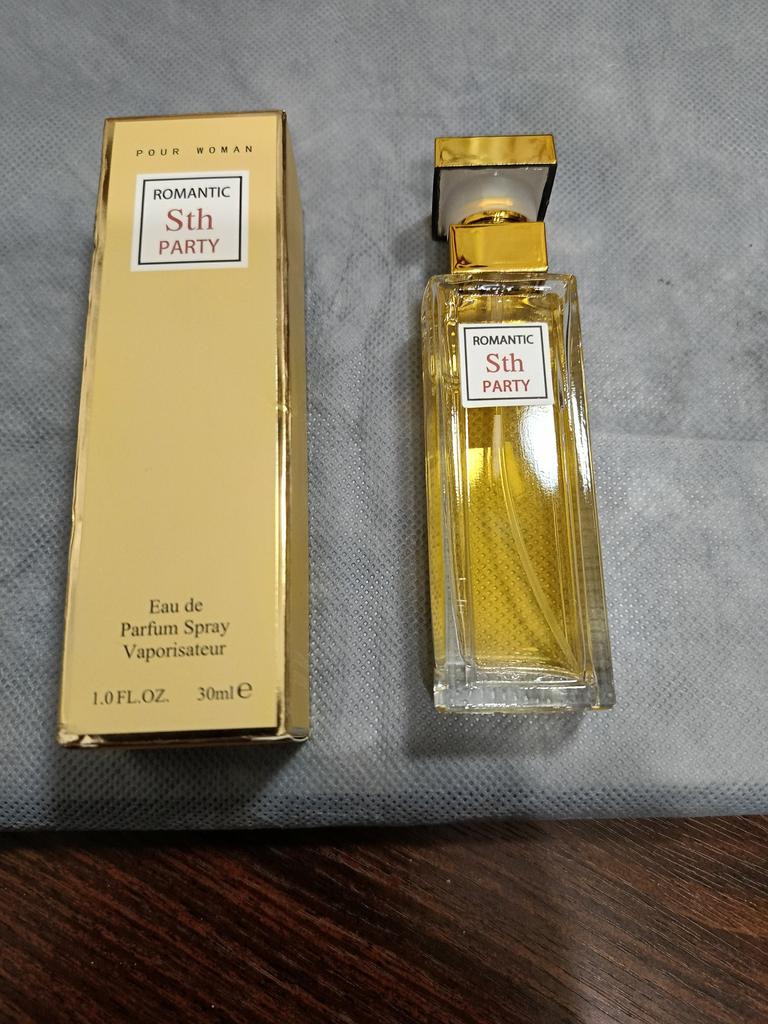 POUR WOMAN
ROMANTIC
Sth
PARTY
Eau de
Parfum Spray
Vaporisateur
1.0 FL.OZ. 30ml e
ROMANTIC
Sth
PARTY